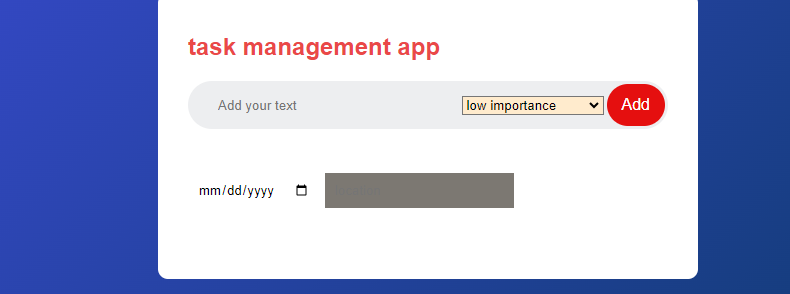 task management app
Add your text
low importance
Add
mm/dd/yyyy